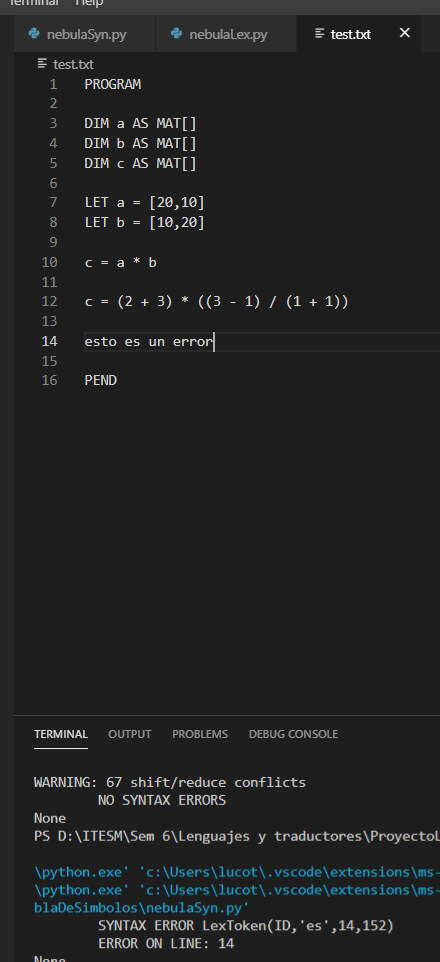 Terminal Help
nebulaSyn.py nebulaLex.py test.txt
test.txt
1 PROGRAM
2
3 DIM a AS MAT[]
4 DIM b AS MAT[]
5 DIM c AS MAT[]
6
7 LET a = [20,10]
8 LET b = [10,20]
9
10 c = a * b
11
12 c = (2 + 3) * ((3 - 1) / (1 + 1))
13
14 esto es un error
15
16 PEND
TERMINAL OUTPUT PROBLEMS DEBUG CONSOLE
WARNING: 67 shift/reduce conflicts
NO SYNTAX ERRORS
None
PS D:\ITESM\Sem 6\Lenguajes y traductores\ProyectoL
\python.exe' 'c:\Users\lucot\.vscode\extensions\ms-
\python.exe' 'c:\Users\lucot\.vscode\extensions\ms-
blaDeSimbolos\nebulaSyn.py'
SYNTAX ERROR LexToken(ID,'es',14,152)
ERROR ON LINE: 14
None